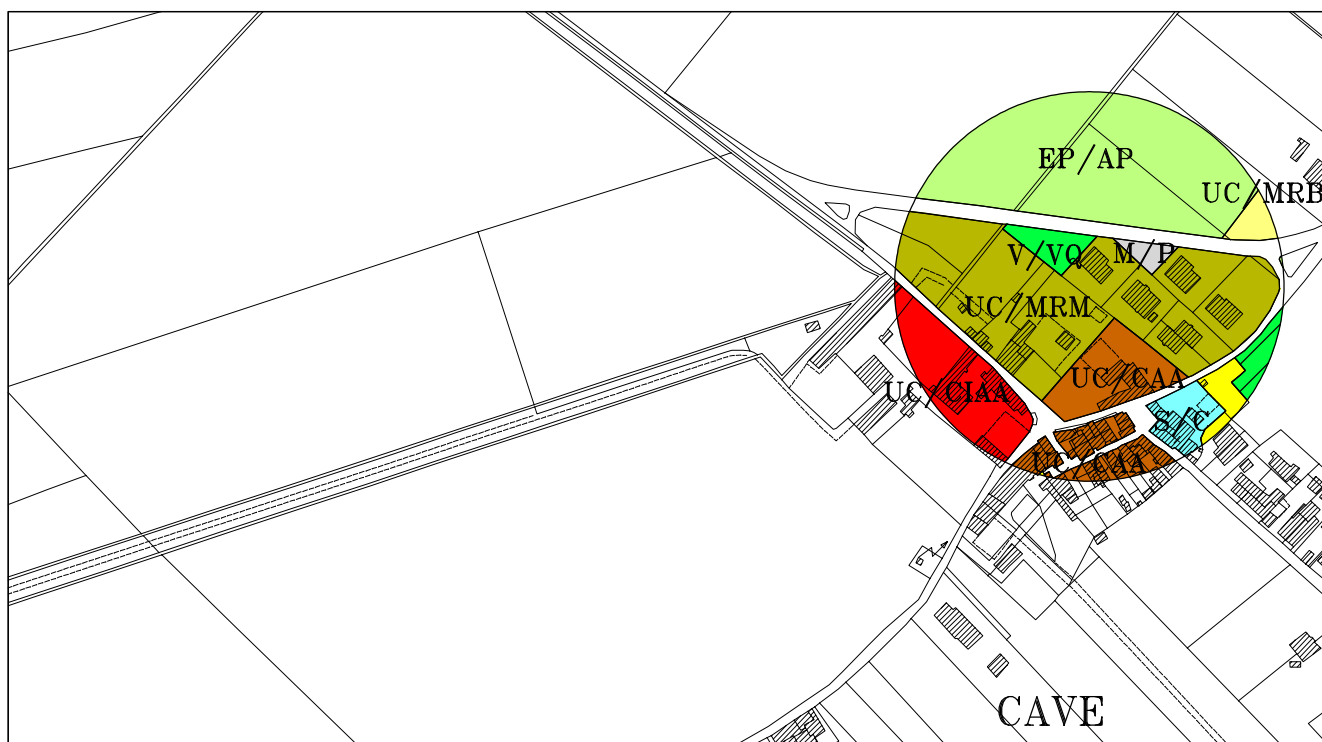 EP/AP
UC/MRB
V/VQ
M/P
UC/MRM
UC/CAA
UC/CIAA
S/C
UC/CAA
CAVE